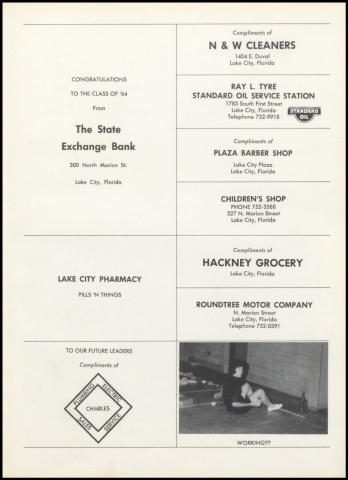 CONGRATULATIONS
TO THE CLASS OF '64
From
The State
Exchange Bank
300 North Marion St.
Lake City, Florida
LAKE CITY PHARMACY
PILLS 'N THINGS
TO OUR FUTURE LEADERS
Compliments of
PLUMBING
ELECTRIC
CHARLES
SALES
SERVICE
Compliments of
N & W CLEANERS
1404 E. Duval
Lake City, Florida
RAY L. TYRE
STANDARD OIL SERVICE STATION
1783 South First Street
Lake City, Florida
Telephone 752-9918
STANDARD
OIL
Compliments of
PLAZA BARBER SHOP
Lake City Plaza
Lake City, Florida
CHILDREN'S SHOP
PHONE 752-3588
327 N. Marion Street
Lake City, Florida
Compliments of
HACKNEY GROCERY
Lake City, Florida
ROUNDTREE MOTOR COMPANY
N. Marion Street
Lake City, Florida
Telephone 752-0391
WORKING??